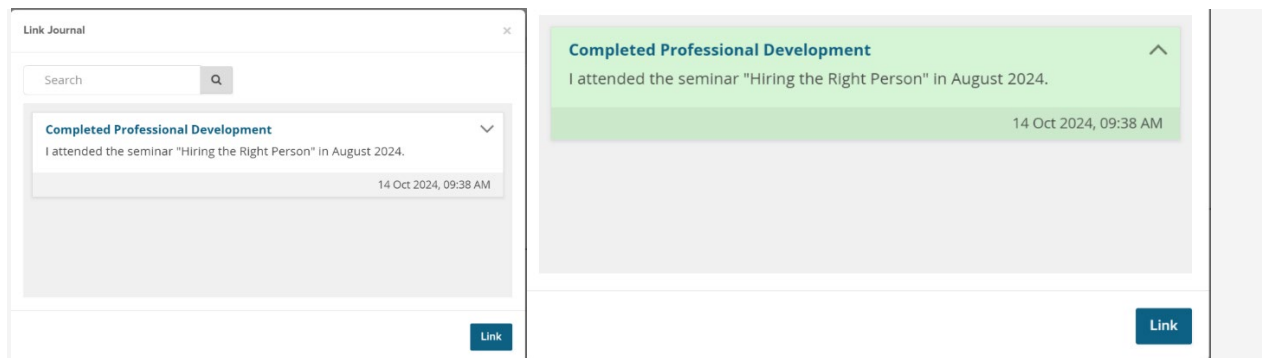 Link Journal
×
Search
Completed Professional Development
I attended the seminar "Hiring the Right Person" in August 2024.
14 Oct 2024, 09:38 AM
Link
Completed Professional Development
I attended the seminar "Hiring the Right Person" in August 2024.
14 Oct 2024, 09:38 AM
Link